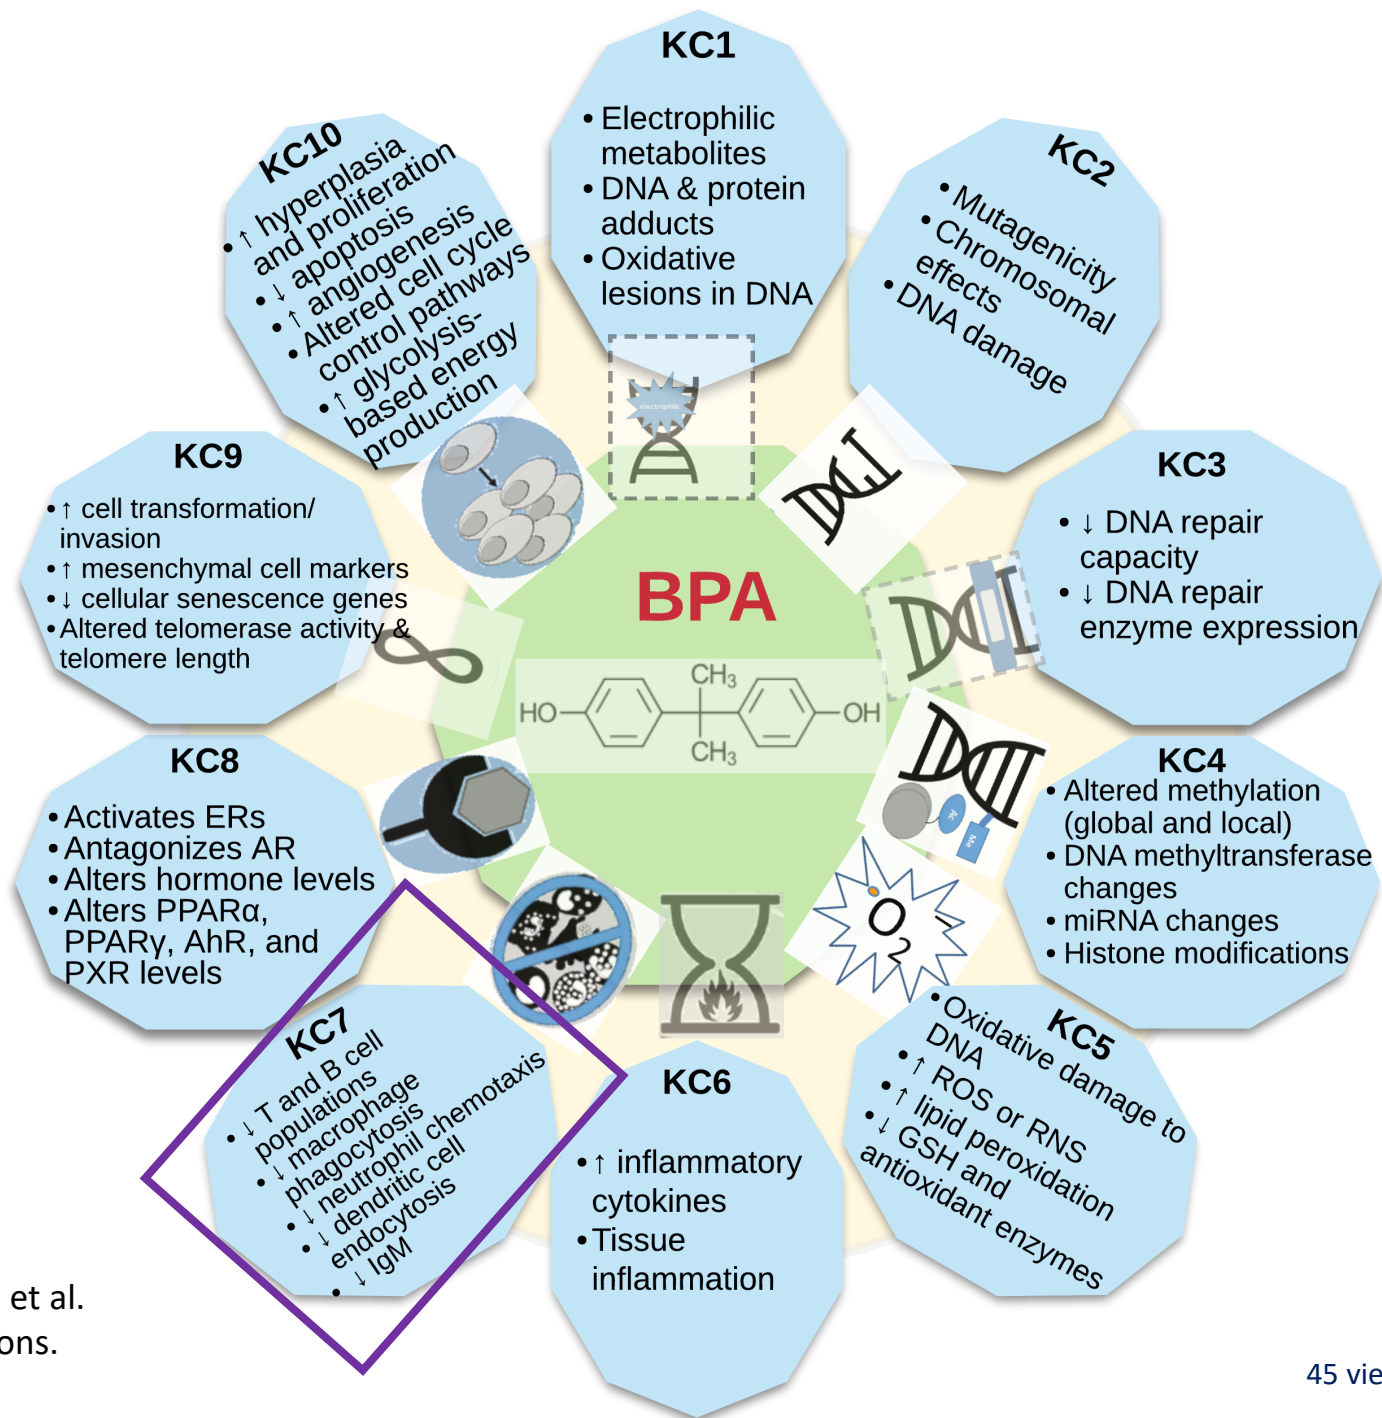 KC1
• Electrophilic
metabolites
• DNA & protein
adducts
• Oxidative
lesions in DNA
KC2
• Mutagenicity
• Chromosomal
effects
• DNA damage
KC3
• ↓ DNA repair
capacity
• ↓ DNA repair
enzyme expression
KC4
• Altered methylation
(global and local)
• DNA methyltransferase
changes
• miRNA changes
• Histone modifications
KC5
• Oxidative damage to
DNA
• ↑ ROS or RNS
• ↑ lipid peroxidation
• ↓ GSH and
antioxidant enzymes
KC6
• ↑ inflammatory
cytokines
• Tissue
inflammation
KC7
• ↓ T and B cell
populations
• ↓ macrophage
phagocytosis
• ↓ neutrophil chemotaxis
• ↓ dendritic cell
endocytosis
• ↓ IgM
KC8
• Activates ERs
• Antagonizes AR
• Alters hormone levels
• Alters PPARα,
PPARγ, AhR, and
PXR levels
KC9
• ↑ cell transformation/
invasion
• ↑ mesenchymal cell markers
• ↓ cellular senescence genes
• Altered telomerase activity &
telomere length
KC10
• ↑ hyperplasia
and proliferation
• ↓ apoptosis
• ↑ angiogenesis
• Altered cell cycle
control pathways
• ↑ glycolysis-
based energy
production
electrophile
BPA
CH3
HO
OH
CH3
Ac
Me
O2 –
et al.
ons.
45 vie